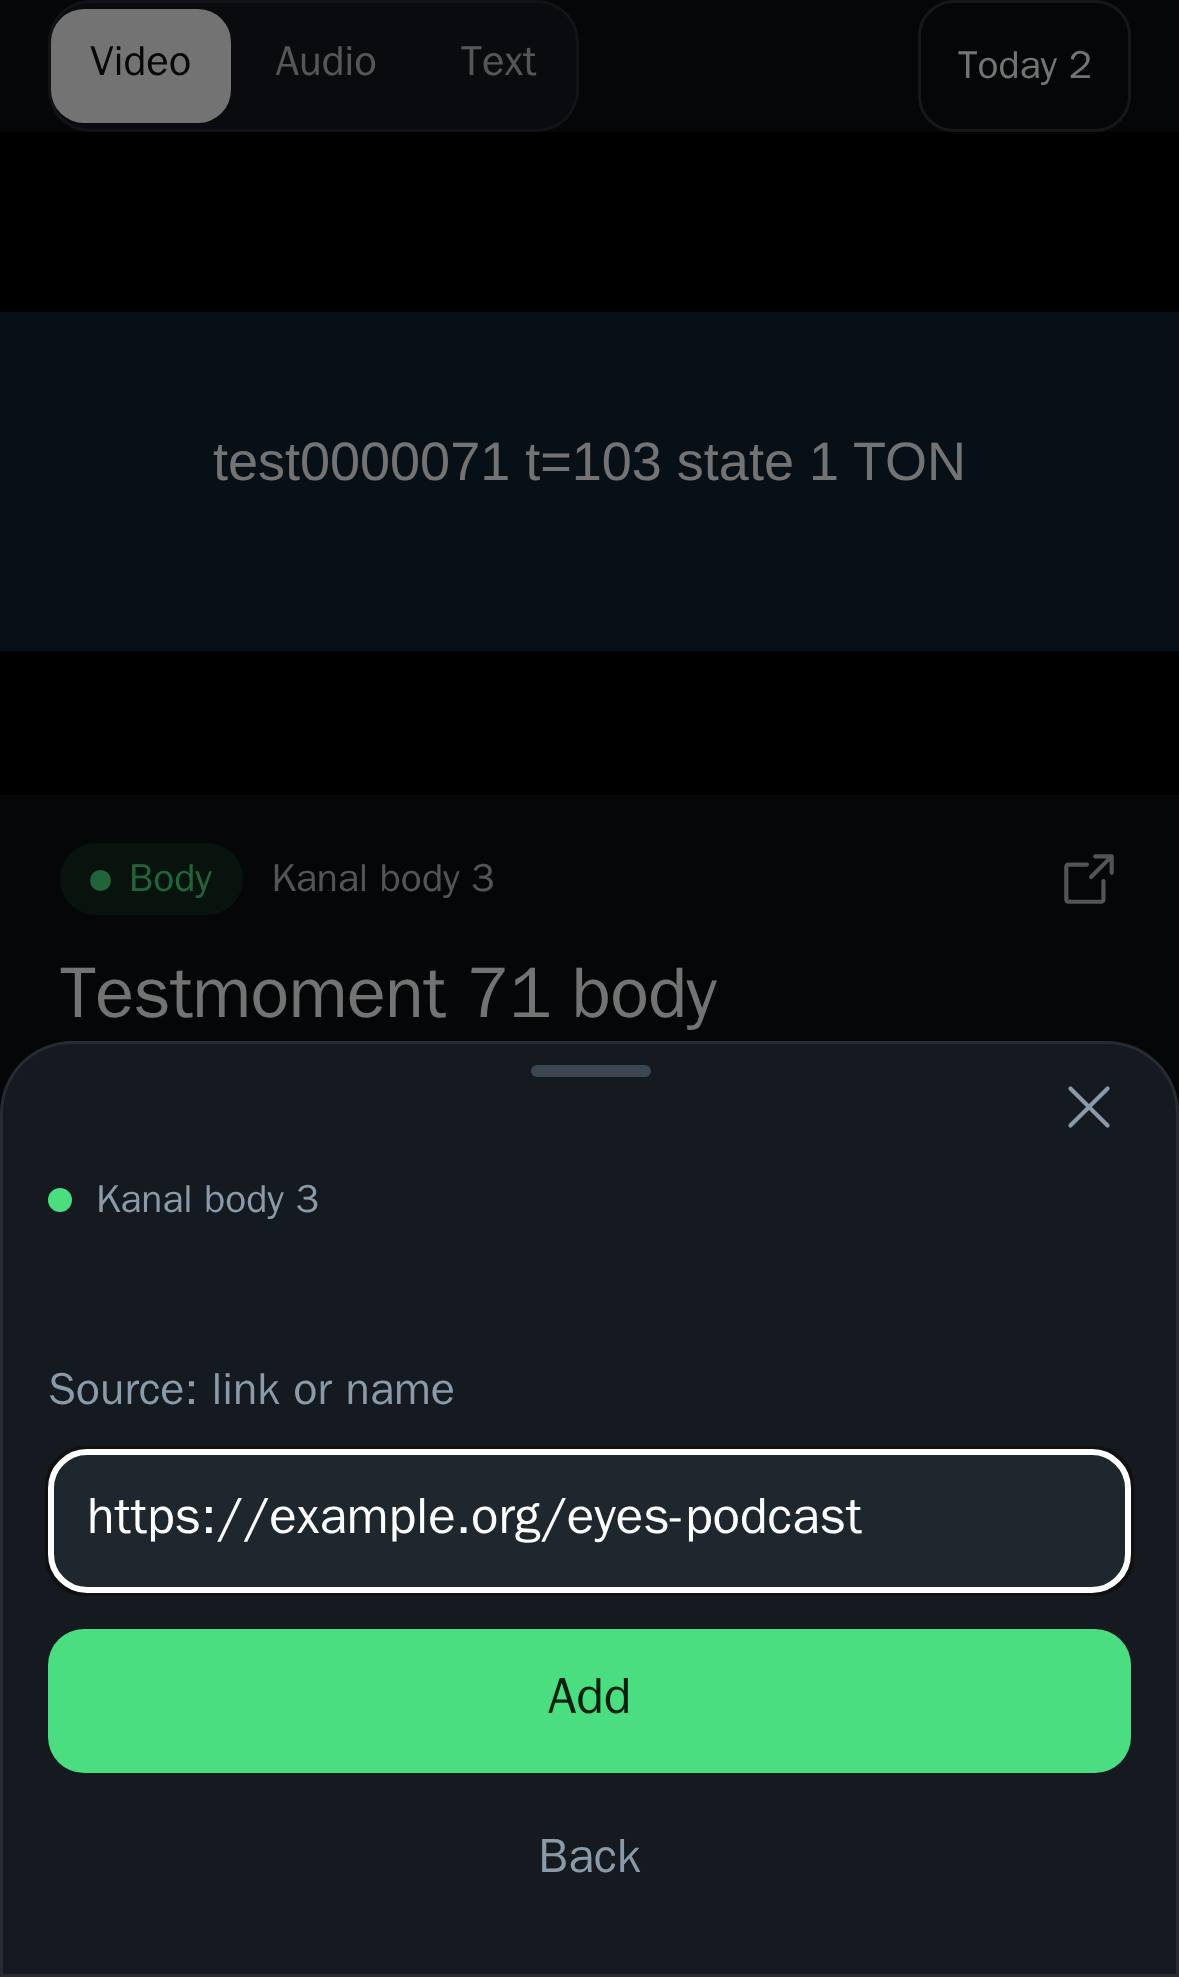 Video Audio Text Today 2
test0000071 t=103 state 1 TON
Body Kanal body 3
Testmoment 71 body
Kanal body 3
Source: link or name
https://example.org/eyes-podcast
Add
Back